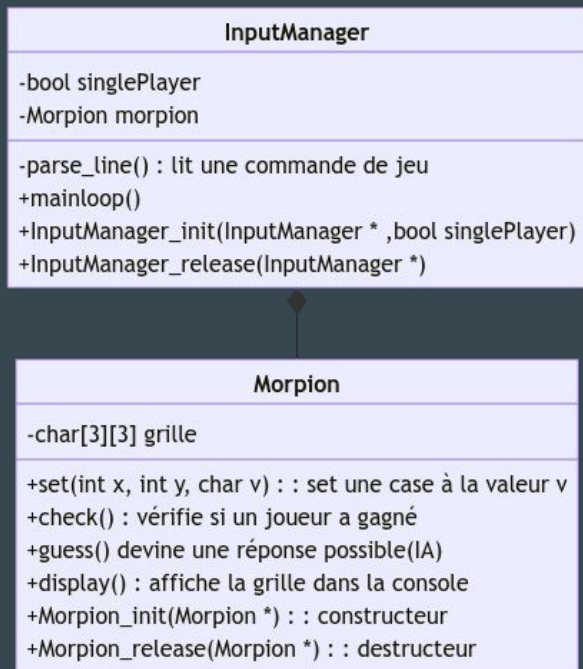 InputManager
-bool singlePlayer
-Morpion morpion
-parse_line() : lit une commande de jeu
+mainloop()
+InputManager_init(InputManager * ,bool singlePlayer)
+InputManager_release(InputManager *)
Morpion
-char[3][3] grille
+set(int x, int y, char v) : : set une case à la valeur v
+check() : vérifie si un joueur a gagné
+guess() devine une réponse possible(IA)
+display() : affiche la grille dans la console
+Morpion_init(Morpion *) : : constructeur
+Morpion_release(Morpion *) : : destructeur